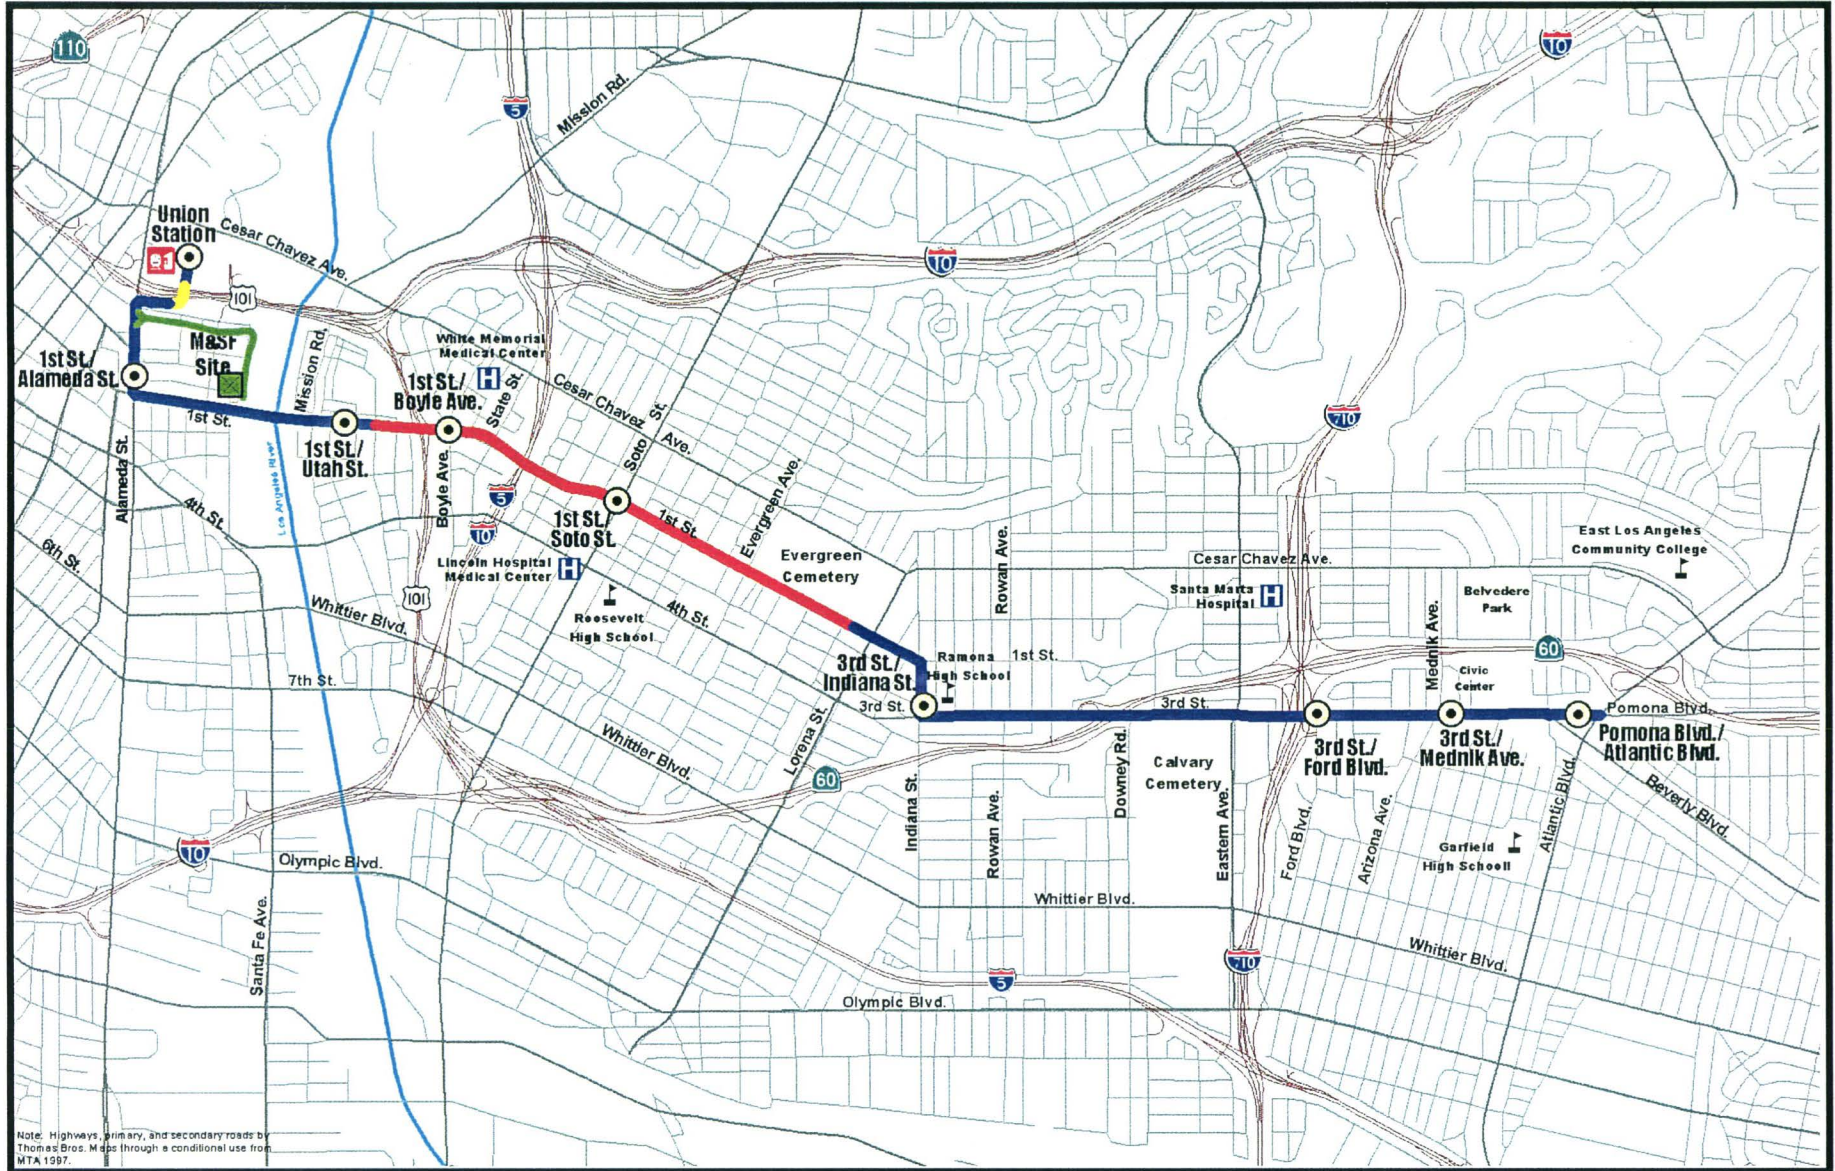 110
10
5
Mission Rd.
Union
Station
Cesar Chavez Ave.
10
101
M&SF
Site
1st St./
Alameda St.
Mission Rd.
White Memorial
Medical Center
H
1st St./
Boyle Ave.
State St.
Cesar Chavez Ave.
Soto St.
710
1st St.
1st St./
Utah St.
Los Angeles River
Alameda St.
4th St.
6th St.
Boyle Ave.
5
10
1st St./
Soto St.
1st St.
Evergreen Ave.
Evergreen
Cemetery
Lincoln Hospital
Medical Center
H
Roosevelt
High School
4th St.
101
Whittier Blvd.
7th St.
Rowan Ave.
Cesar Chavez Ave.
Santa Marta
Hospital
H
East Los Angeles
Community College
Belvedere
Park
Mednik Ave.
60
Civic
Center
3rd St./
Indiana St.
Ramona
High School
1st St.
3rd St.
3rd St.
Pomona Blvd.
3rd St./
Ford Blvd.
3rd St./
Mednik Ave.
Pomona Blvd./
Atlantic Blvd.
Whittier Blvd.
Lorena St.
60
Indiana St.
Rowan Ave.
Downey Rd.
Calvary
Cemetery
Eastern Ave.
Ford Blvd.
Arizona Ave.
Garfield
High Schooll
Atlantic Blvd.
Beverly Blvd.
10
Olympic Blvd.
Santa Fe Ave.
Whittier Blvd.
Whittier Blvd.
710
5
Olympic Blvd.
Note: Highways, primary, and secondary roads by
Thomas Bros. Maps through a conditional use from
MTA 1997.